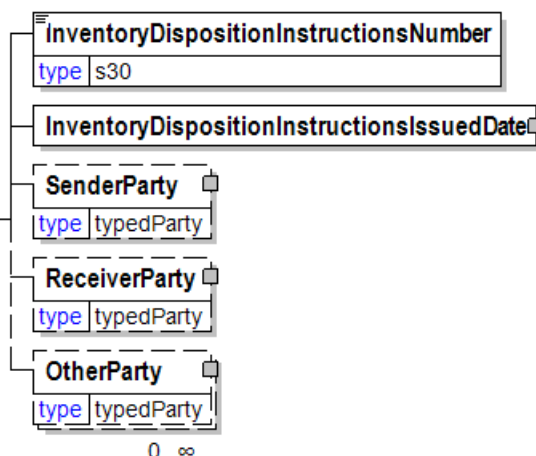 InventoryDispositionInstructionsNumber
type s30
InventoryDispositionInstructionsIssuedDate
SenderParty
type typedParty
ReceiverParty
type typedParty
OtherParty
type typedParty
0 ∞